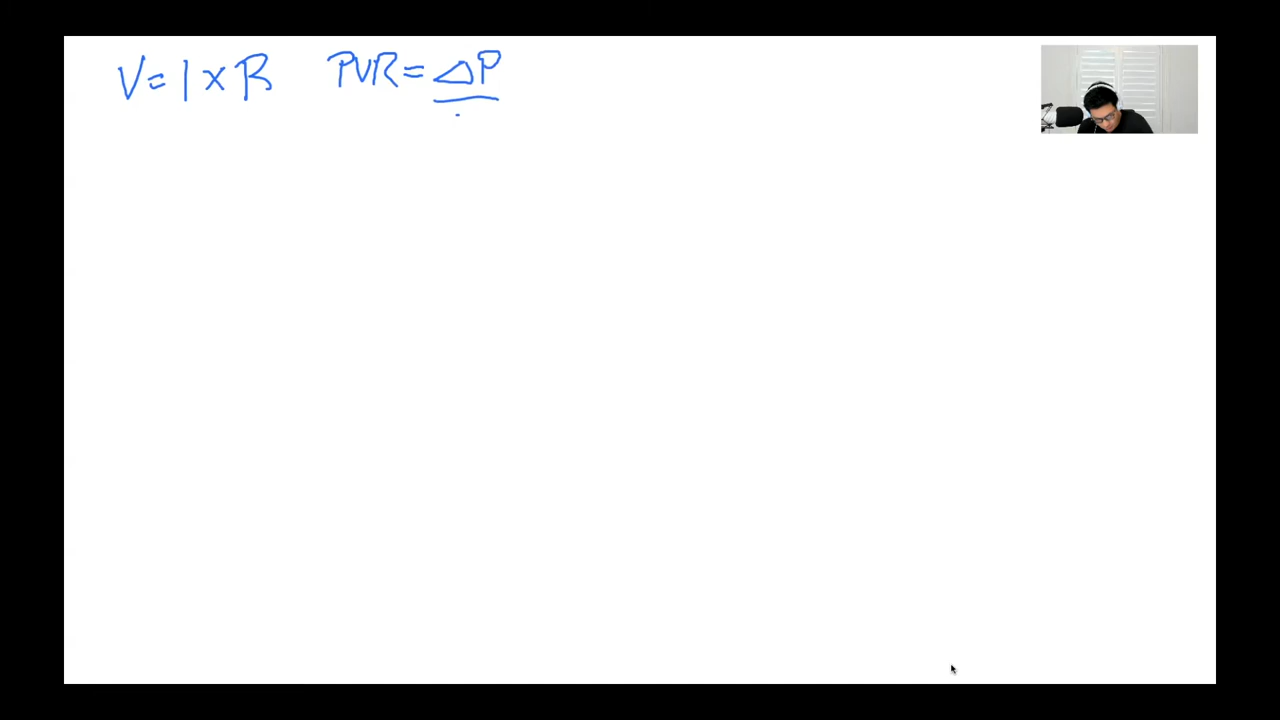 V = I x R PVR = ΔP